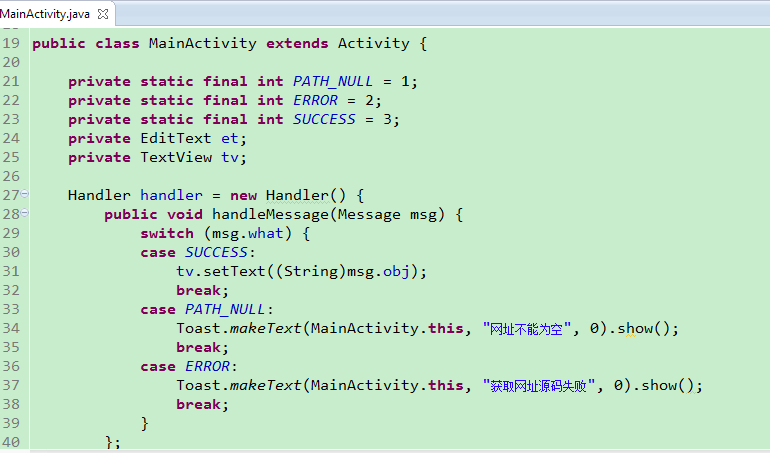 MainActivity.java
19 public class MainActivity extends Activity {
20
21     private static final int PATH_NULL = 1;
22     private static final int ERROR = 2;
23     private static final int SUCCESS = 3;
24     private EditText et;
25     private TextView tv;
26
27     Handler handler = new Handler() {
28         public void handleMessage(Message msg) {
29             switch (msg.what) {
30             case SUCCESS:
31                 tv.setText((String)msg.obj);
32                 break;
33             case PATH_NULL:
34                 Toast.makeText(MainActivity.this, "网址不能为空", 0).show();
35                 break;
36             case ERROR:
37                 Toast.makeText(MainActivity.this, "获取网址源码失败", 0).show();
38                 break;
39             }
40         };